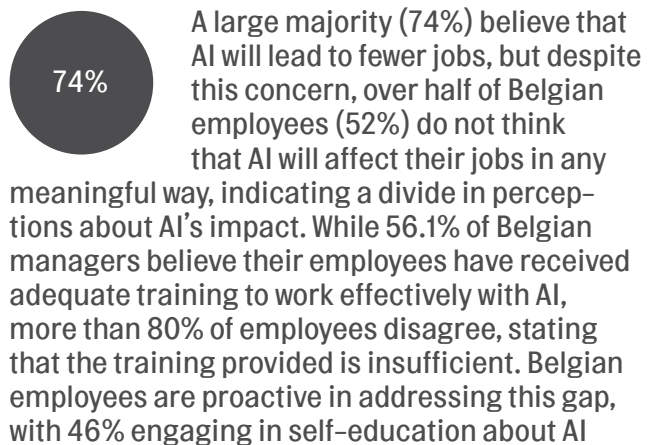 74%
A large majority (74%) believe that
AI will lead to fewer jobs, but despite
this concern, over half of Belgian
employees (52%) do not think
that AI will affect their jobs in any
meaningful way, indicating a divide in percep-
tions about AI's impact. While 56.1% of Belgian
managers believe their employees have received
adequate training to work effectively with AI,
more than 80% of employees disagree, stating
that the training provided is insufficient. Belgian
employees are proactive in addressing this gap,
with 46% engaging in self-education about AI